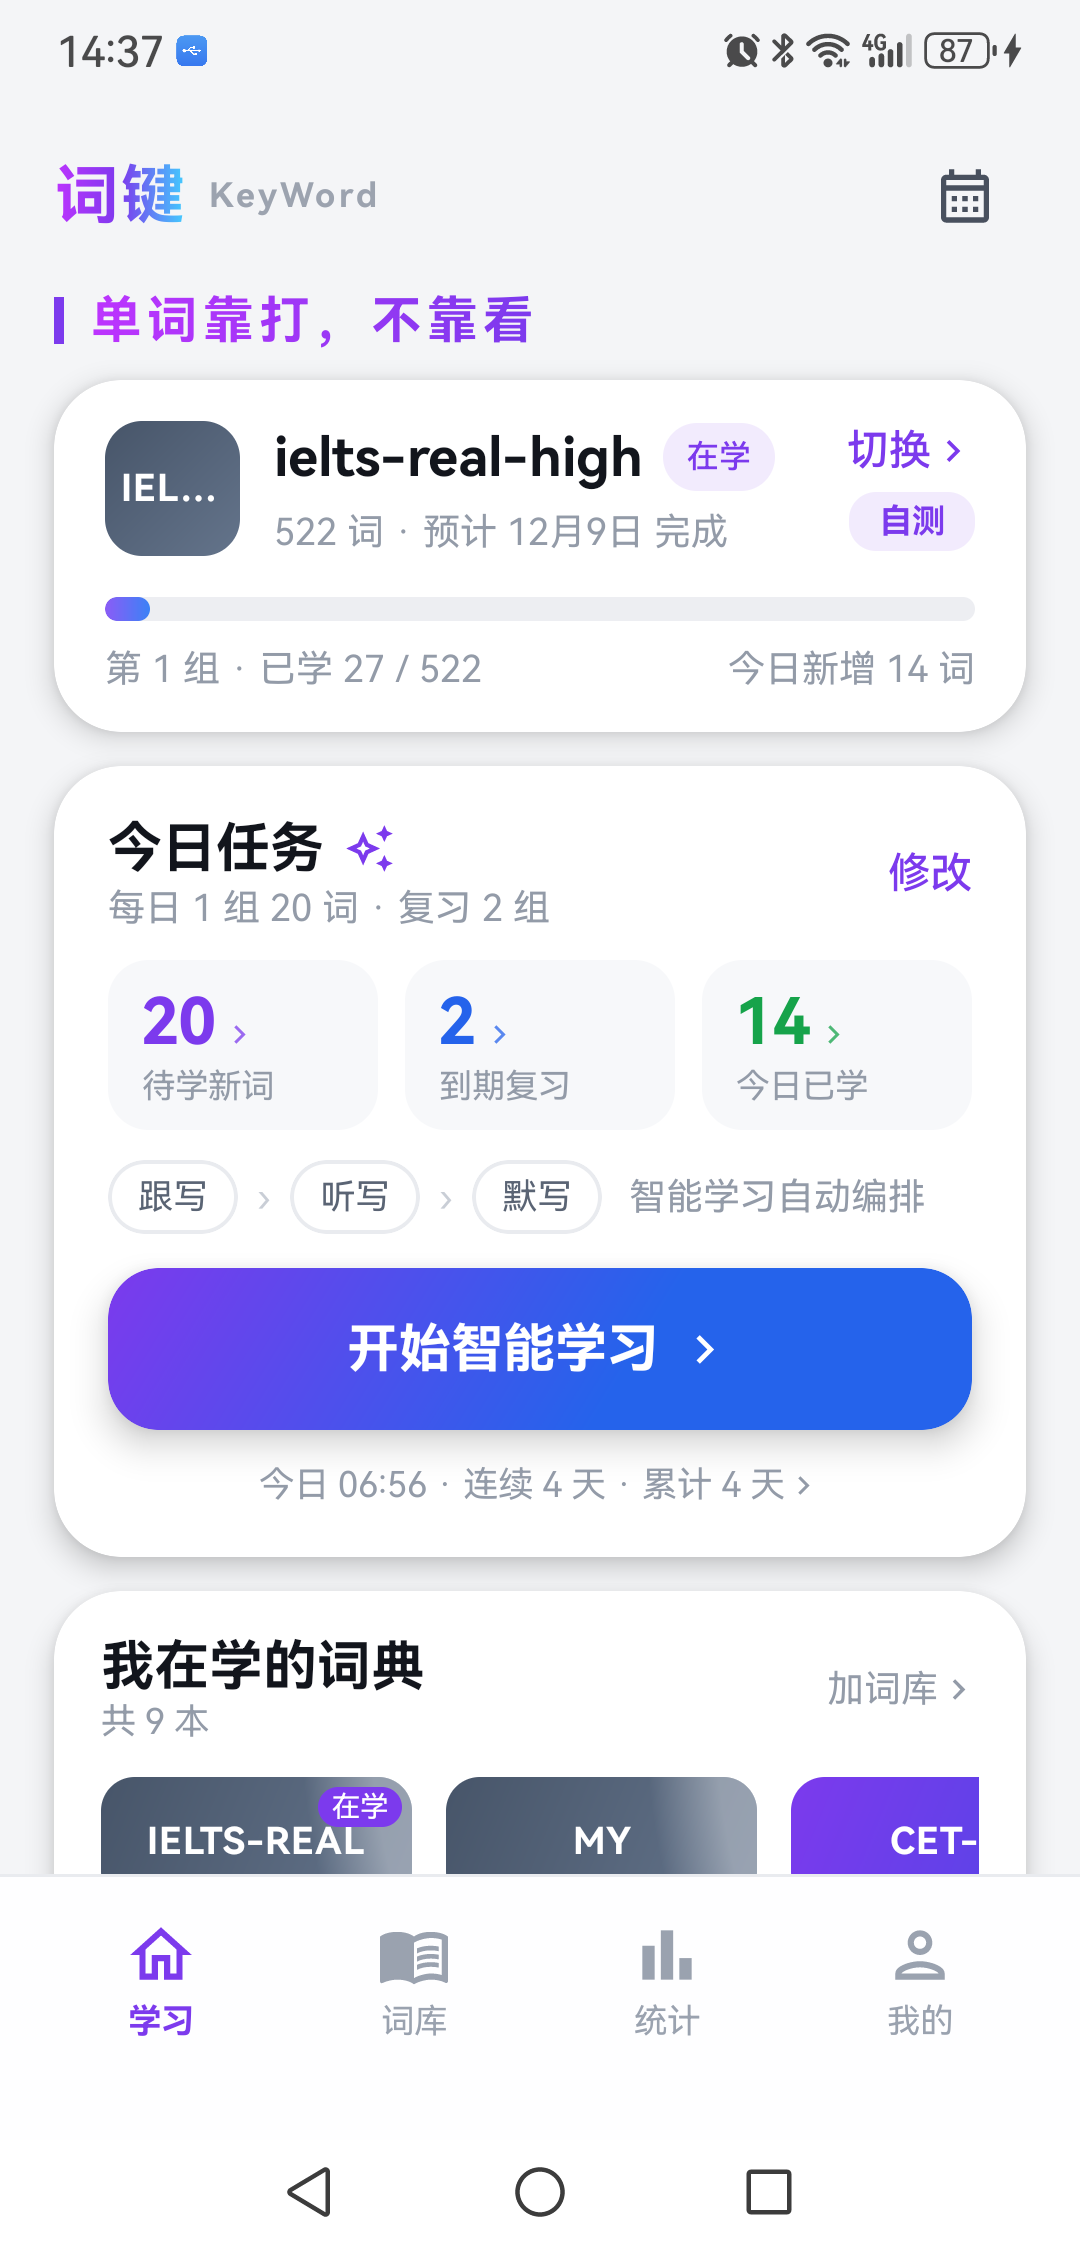 14:37
4G 87
词键 KeyWord
单词靠打，不靠看
IEL... ielts-real-high 在学 切换
522 词 · 预计 12月9日 完成 自测
第 1 组 · 已学 27 / 522 今日新增 14 词
今日任务
修改
每日 1 组 20 词 · 复习 2 组
20 2 14
待学新词 到期复习 今日已学
跟写 › 听写 › 默写 智能学习自动编排
开始智能学习
今日 06:56 · 连续 4 天 · 累计 4 天
我在学的词典
加词库
共 9 本
在学
IELTS-REAL MY CET-
学习 词库 统计 我的